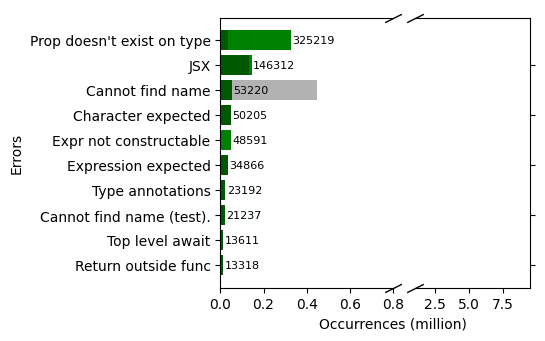 Prop doesn't exist on type 325219
JSX 146312
Cannot find name 53220
Character expected 50205
Expr not constructable 48591
Expression expected 34866
Type annotations 23192
Cannot find name (test). 21237
Top level await 13611
Return outside func 13318
Errors
0.0 0.2 0.4 0.6 0.8 2.5 5.0 7.5
Occurrences (million)